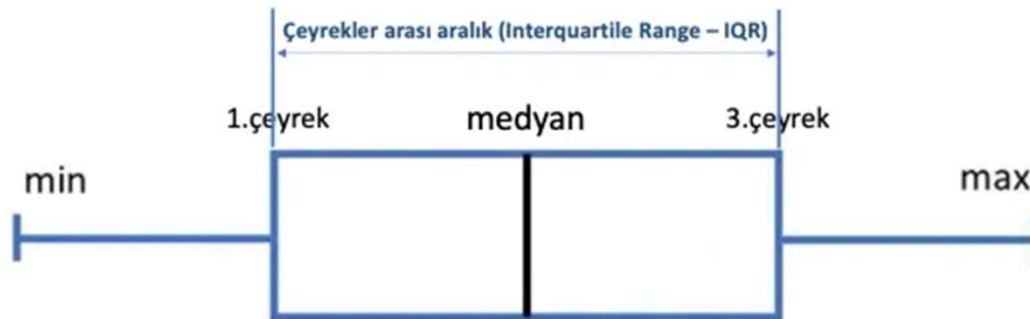 Çeyrekler arası aralık (Interquartile Range – IQR)
1.çeyrek medyan 3.çeyrek
min max